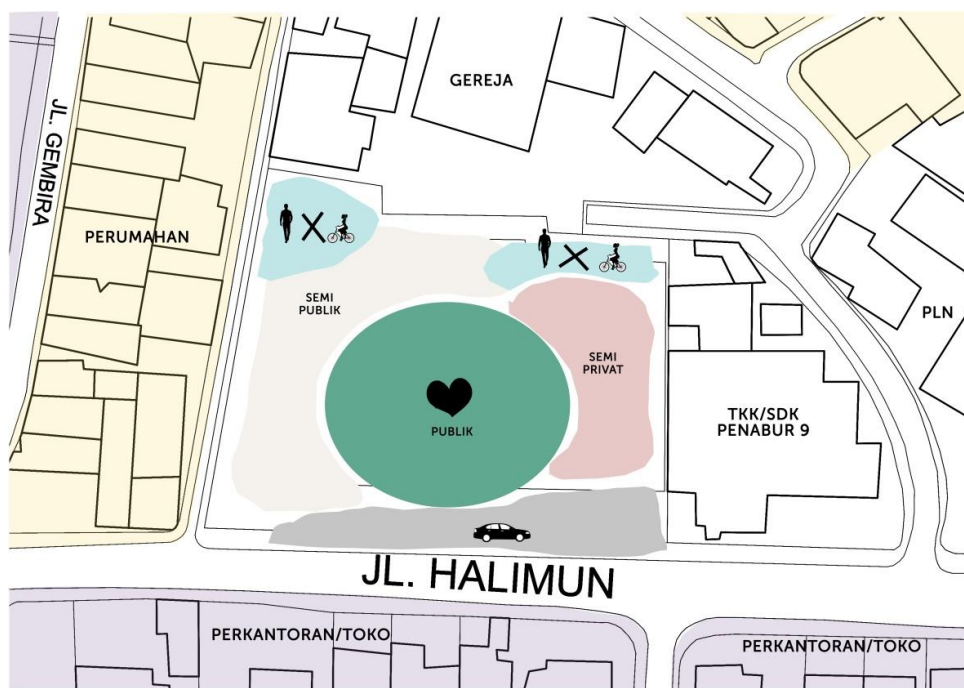 GEREJA
JL. GEMBIRA
PERUMAHAN
SEMI
PUBLIK
SEMI
PRIVAT
PLN
PUBLIK
TKK/SDK
PENABUR 9
JL. HALIMUN
PERKANTORAN/TOKO
PERKANTORAN/TOKO